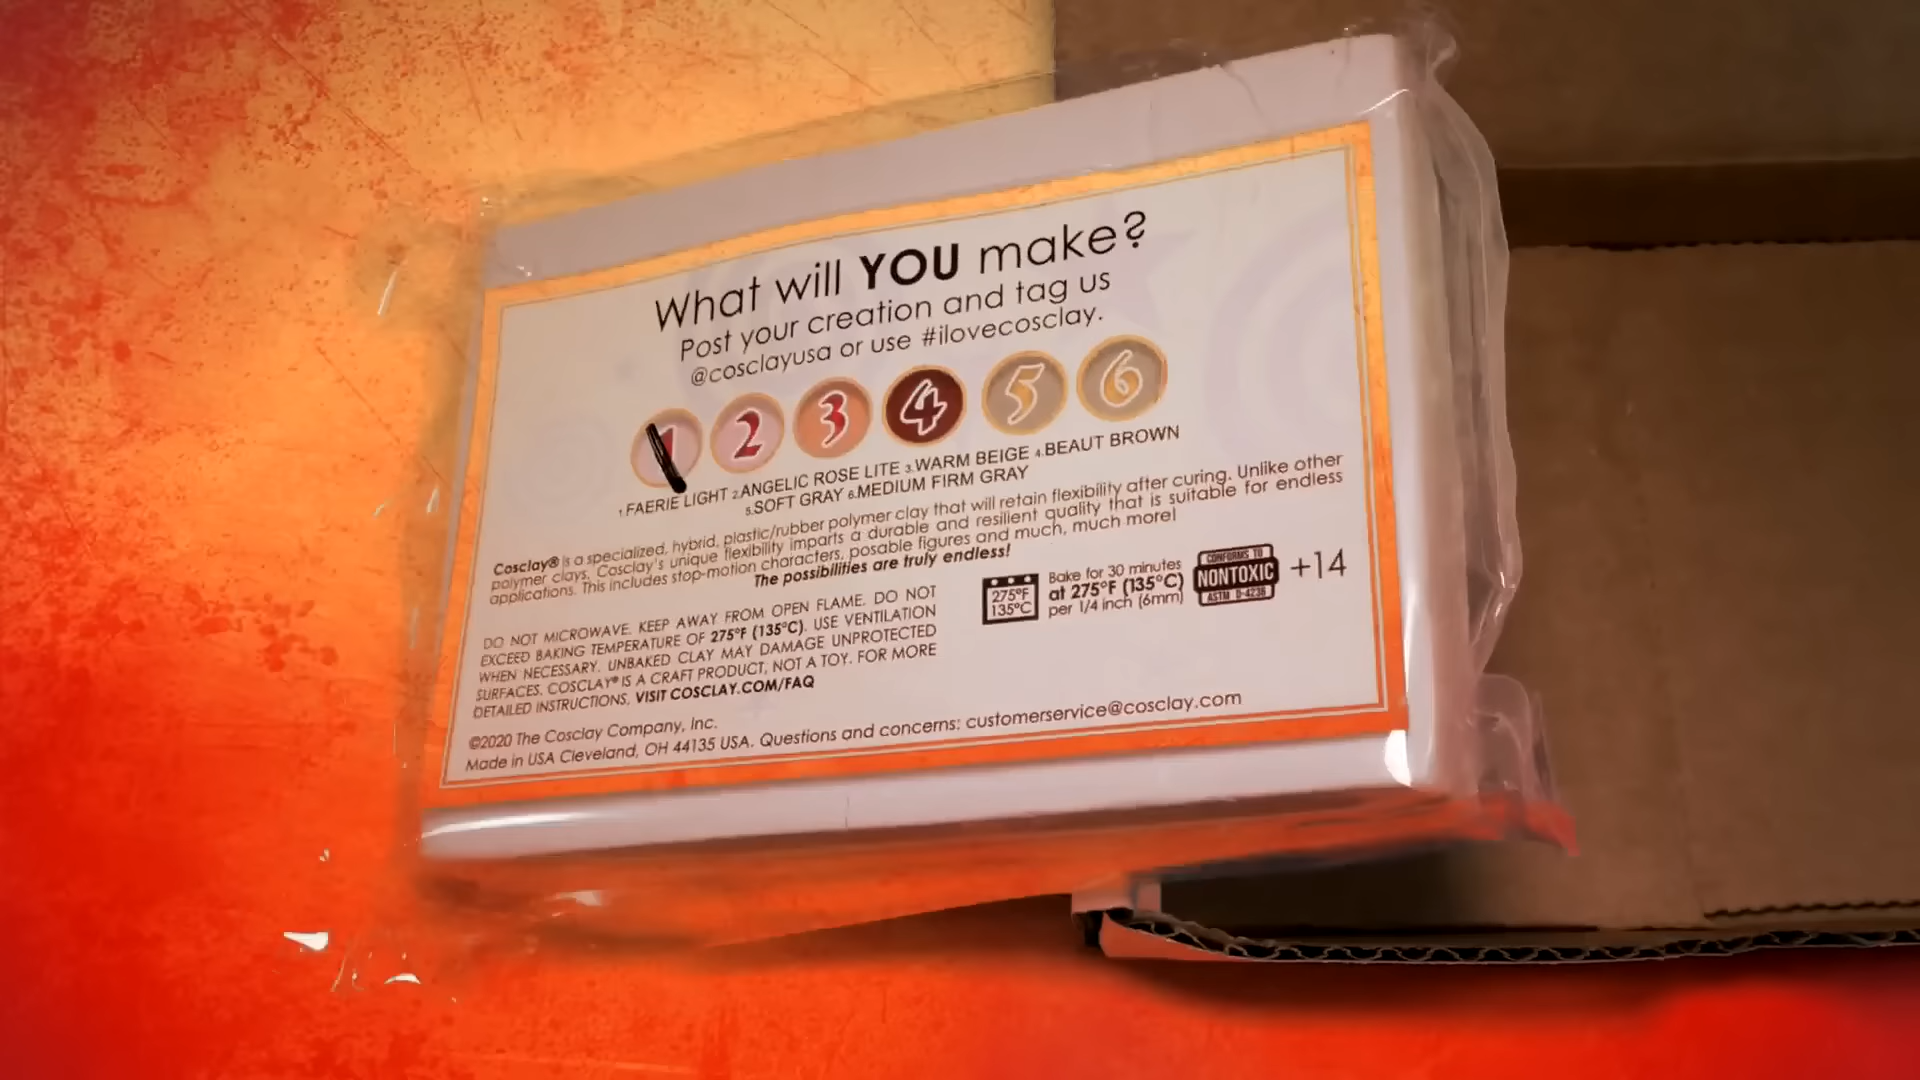 What will YOU make?
Post your creation and tag us
@cosclayusa or use #ilovecosclay.
1 2 3 4 5 6
1.FAERIE LIGHT 2.ANGELIC ROSE LITE 3.WARM BEIGE 4.BEAUT BROWN
5.SOFT GRAY 6.MEDIUM FIRM GRAY
Cosclay® is a specialized, hybrid, plastic/rubber polymer clay that will retain flexibility after curing. Unlike other
polymer clays, Cosclay's unique flexibility imparts a durable and resilient quality that is suitable for endless
applications. This includes stop-motion characters, posable figures and much, much more!
The possibilities are truly endless!
DO NOT MICROWAVE. KEEP AWAY FROM OPEN FLAME. DO NOT
EXCEED BAKING TEMPERATURE OF 275°F (135°C). USE VENTILATION
WHEN NECESSARY. UNBAKED CLAY MAY DAMAGE UNPROTECTED
SURFACES. COSCLAY® IS A CRAFT PRODUCT, NOT A TOY. FOR MORE
DETAILED INSTRUCTIONS, VISIT COSCLAY.COM/FAQ
275°F
135°C
Bake for 30 minutes
at 275°F (135°C)
per 1/4 inch (6mm)
CONFORMS TO
NONTOXIC
ASTM D-4236
+14
©2020 The Cosclay Company, Inc.
Made in USA Cleveland, OH 44135 USA. Questions and concerns: customerservice@cosclay.com